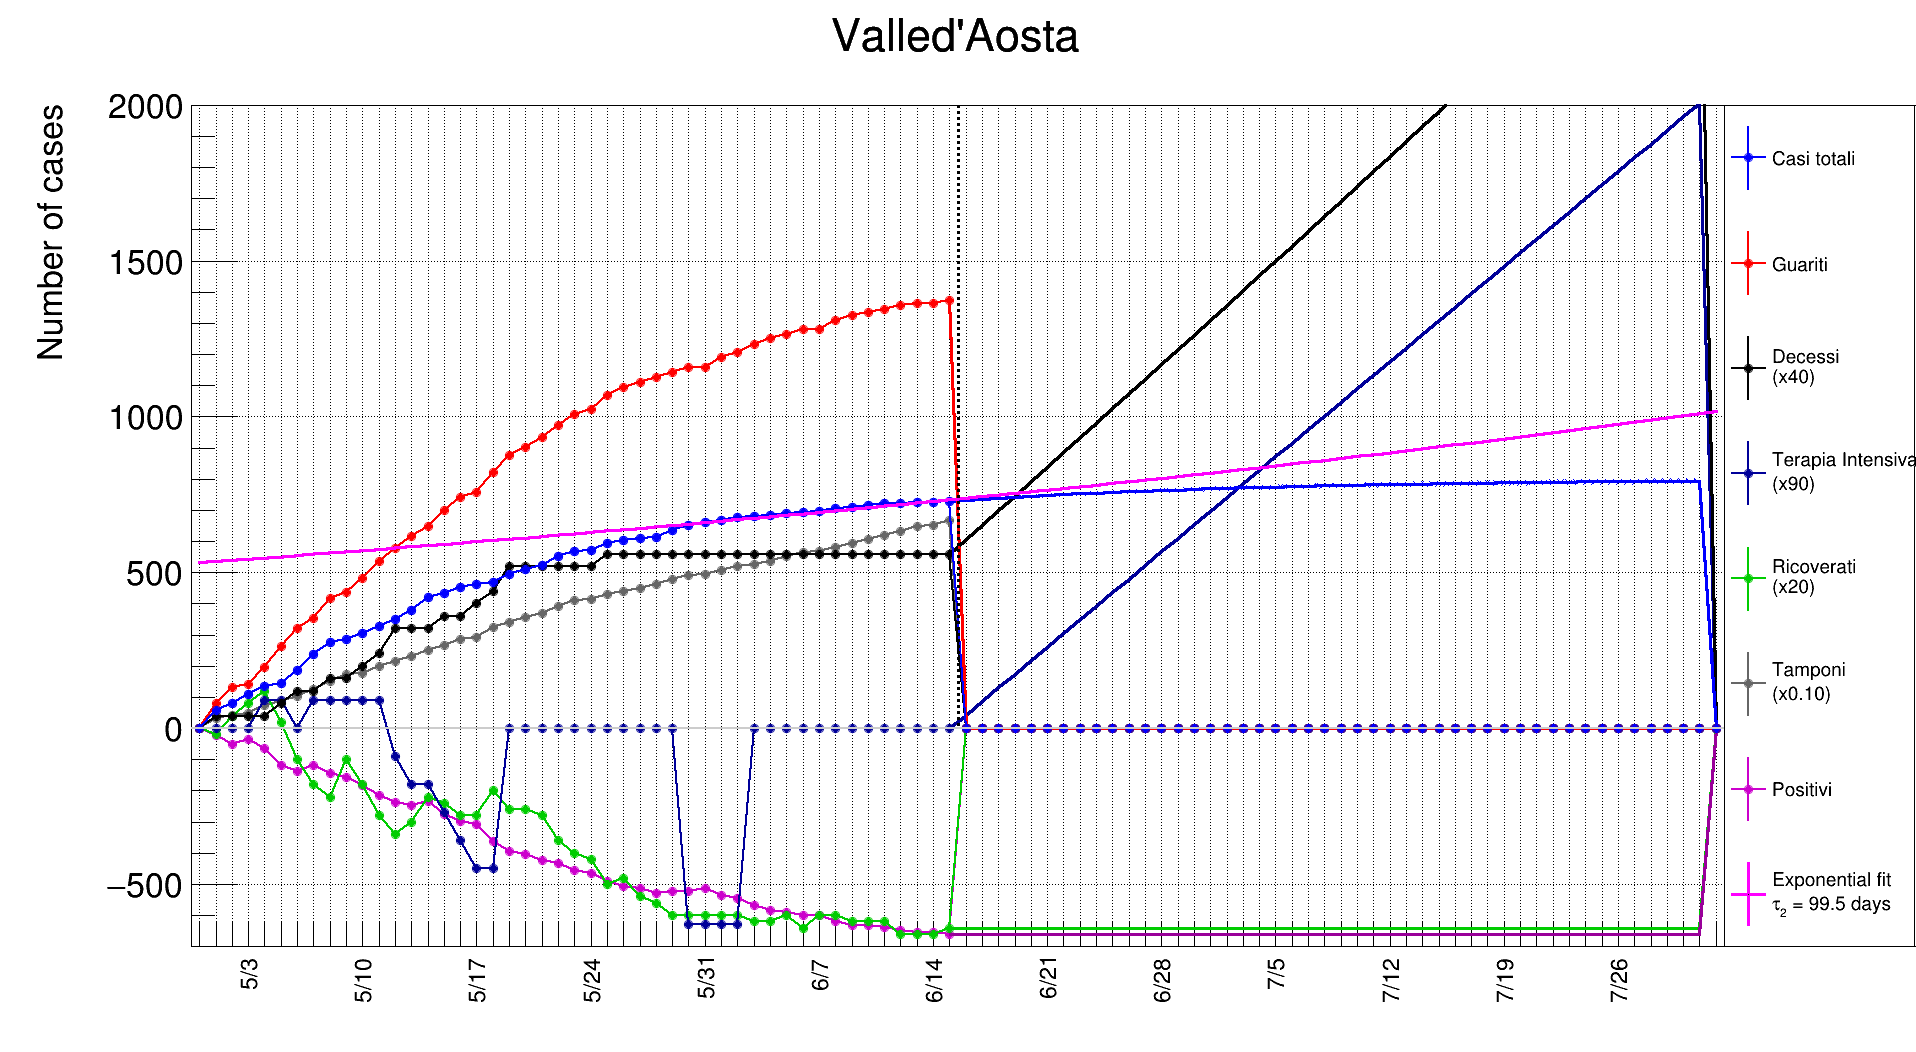 Valled'Aosta
Number of cases
2000
1500
1000
500
0
−500
5/3
5/10
5/17
5/24
5/31
6/7
6/14
6/21
6/28
7/5
7/12
7/19
7/26
Casi totali
Guariti
Decessi
(x40)
Terapia Intensiva
(x90)
Ricoverati
(x20)
Tamponi
(x0.10)
Positivi
Exponential fit
τ2 = 99.5 days